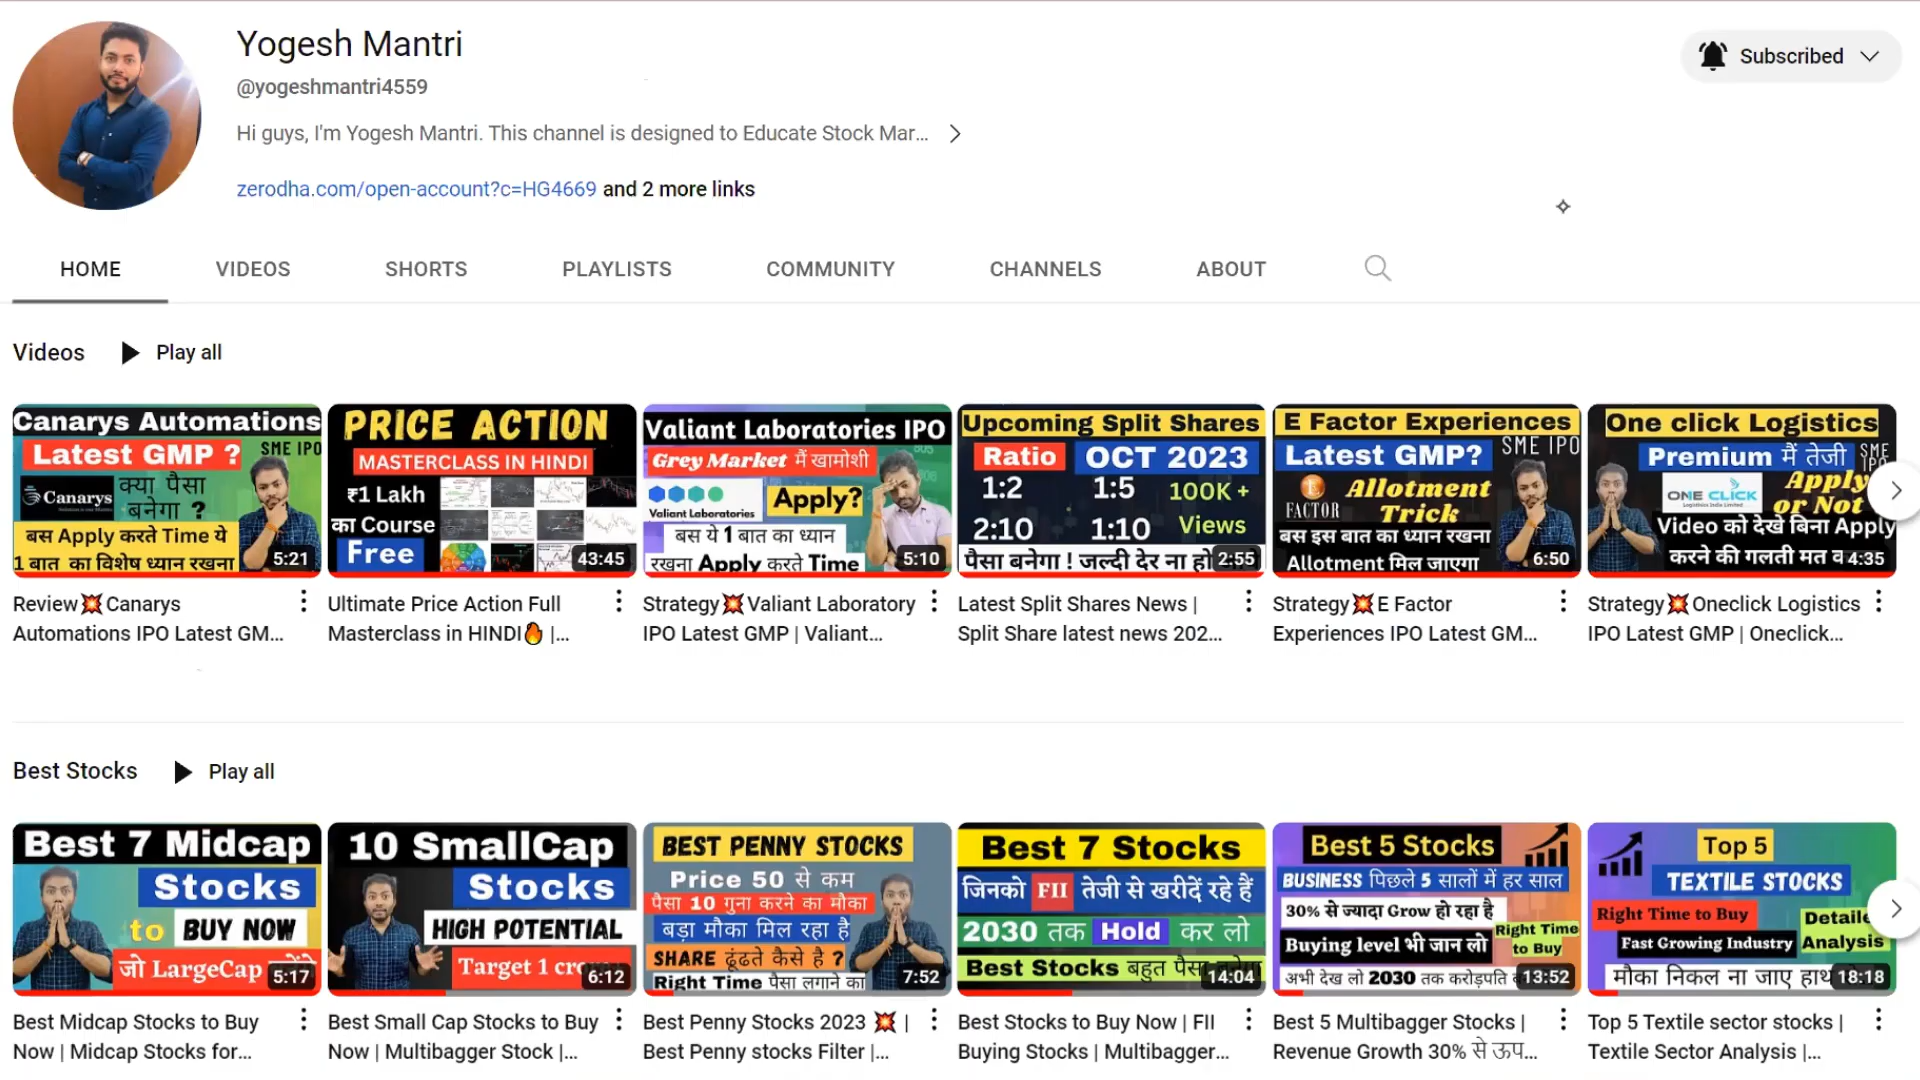 Yogesh Mantri
@yogeshmantri4559
Hi guys, I'm Yogesh Mantri. This channel is designed to Educate Stock Mar...
zerodha.com/open-account?c=HG4669 and 2 more links
Subscribed
HOME VIDEOS SHORTS PLAYLISTS COMMUNITY CHANNELS ABOUT
Videos Play all
Canarys Automations
Latest GMP ? SME IPO
Canarys
क्या पैसा
बनेगा ?
बस Apply करते Time ये
1 बात का विशेष ध्यान रखना
5:21
Review💥Canarys
Automations IPO Latest GM...
PRICE ACTION
MASTERCLASS IN HINDI
₹1 Lakh
का Course
Free
43:45
Ultimate Price Action Full
Masterclass in HINDI🔥 |...
Valiant Laboratories IPO
Grey Market में खामोशी
Valiant Laboratories
Apply?
बस ये 1 बात का ध्यान
रखना Apply करते Time
5:10
Strategy💥Valiant Laboratory
IPO Latest GMP | Valiant...
Upcoming Split Shares
Ratio OCT 2023
1:2 1:5 100K +
2:10 1:10 Views
पैसा बनेगा ! जल्दी देर ना हो
2:55
Latest Split Shares News |
Split Share latest news 202...
E Factor Experiences
Latest GMP? SME IPO
FACTOR
Allotment
Trick
बस इस बात का ध्यान रखना
Allotment मिल जाएगा
6:50
Strategy💥E Factor
Experiences IPO Latest GM...
One click Logistics
Premium में तेजी SME
IPO
ONE CLICK
Logistics India Limited
Apply
or Not
Video को देखे बिना Apply
करने की गलती मत
4:35
Strategy💥Oneclick Logistics
IPO Latest GMP | Oneclick...
Best Stocks Play all
Best 7 Midcap
Stocks
to BUY NOW
जो LargeCap
5:17
Best Midcap Stocks to Buy
Now | Midcap Stocks for...
10 SmallCap
Stocks
HIGH POTENTIAL
Target 1
6:12
Best Small Cap Stocks to Buy
Now | Multibagger Stock |...
BEST PENNY STOCKS
Price 50 से कम
पैसा 10 गुना करने का मौका
बड़ा मौका मिल रहा है
SHARE ढूंढते कैसे है ?
Right Time पैसा लगाने का
7:52
Best Penny Stocks 2023 💥 |
Best Penny stocks Filter |...
Best 7 Stocks
जिनको FII तेजी से खरीदें रहे हैं
2030 तक Hold कर लो
Best Stocks बहुत पैसा
14:04
Best Stocks to Buy Now | FII
Buying Stocks | Multibagger...
Best 5 Stocks
BUSINESS पिछले 5 सालों में हर साल
30% से ज्यादा Grow हो रहा है
Buying level भी जान लो
Right Time
to Buy
अभी देख लो 2030 तक करोड़पति
13:52
Best 5 Multibagger Stocks |
Revenue Growth 30% से ऊप...
Top 5
TEXTILE STOCKS
Right Time to Buy
Fast Growing Industry
Analysis
मौका निकल ना जाए
18:18
Top 5 Textile sector stocks |
Textile Sector Analysis |...